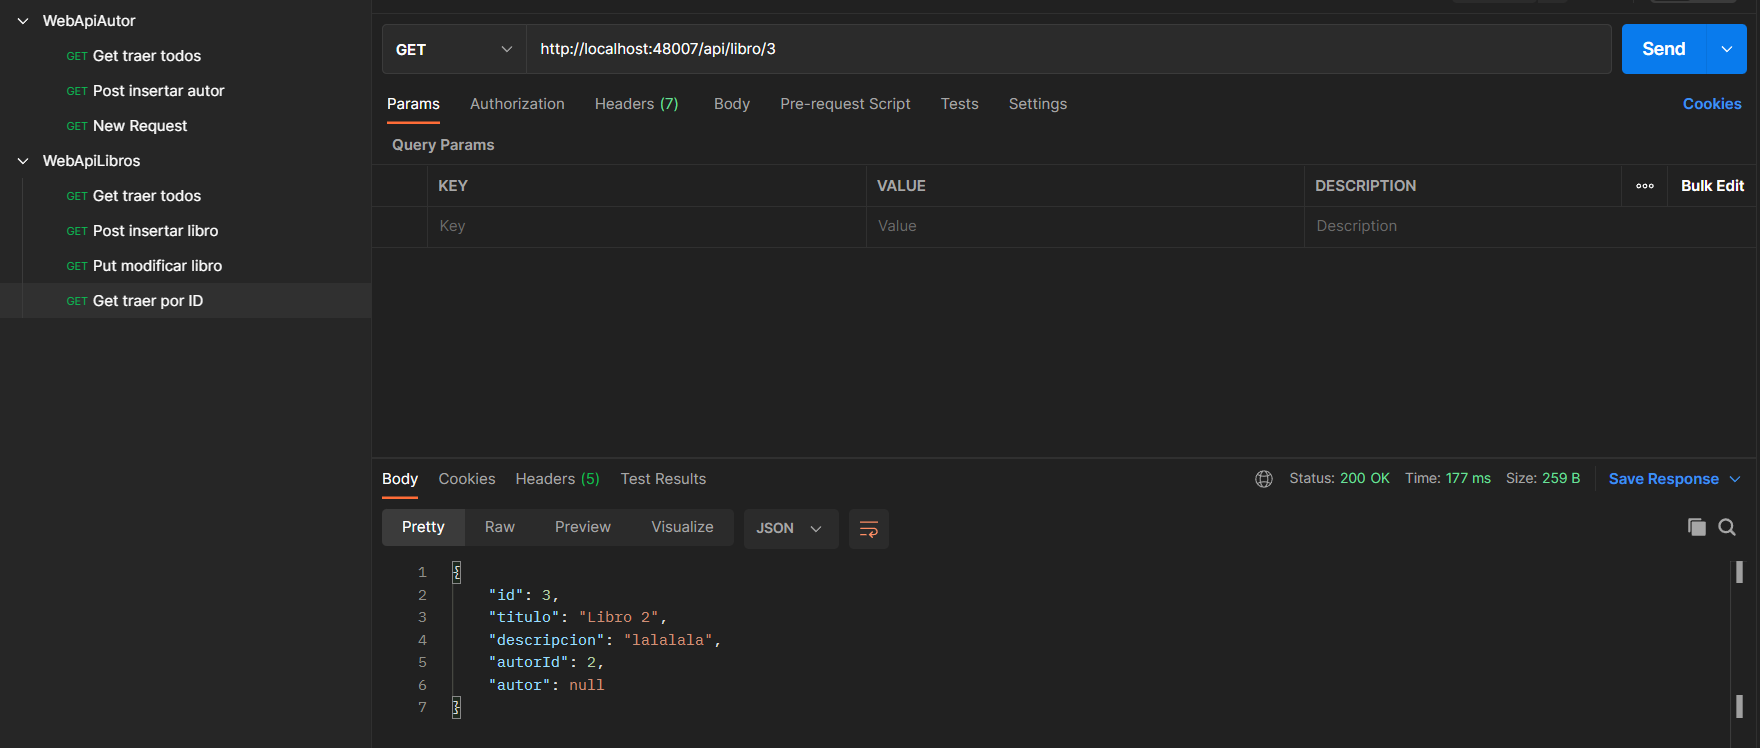 WebApiAutor
GET Get traer todos
GET Post insertar autor
GET New Request
WebApiLibros
GET Get traer todos
GET Post insertar libro
GET Put modificar libro
GET Get traer por ID
GET http://localhost:48007/api/libro/3 Send
Params Authorization Headers (7) Body Pre-request Script Tests Settings Cookies
Query Params
KEY VALUE DESCRIPTION Bulk Edit
Key Value Description
Body Cookies Headers (5) Test Results Status: 200 OK Time: 177 ms Size: 259 B Save Response
Pretty Raw Preview Visualize JSON
1 {
2 "id": 3,
3 "titulo": "Libro 2",
4 "descripcion": "lalalala",
5 "autorId": 2,
6 "autor": null
7 }